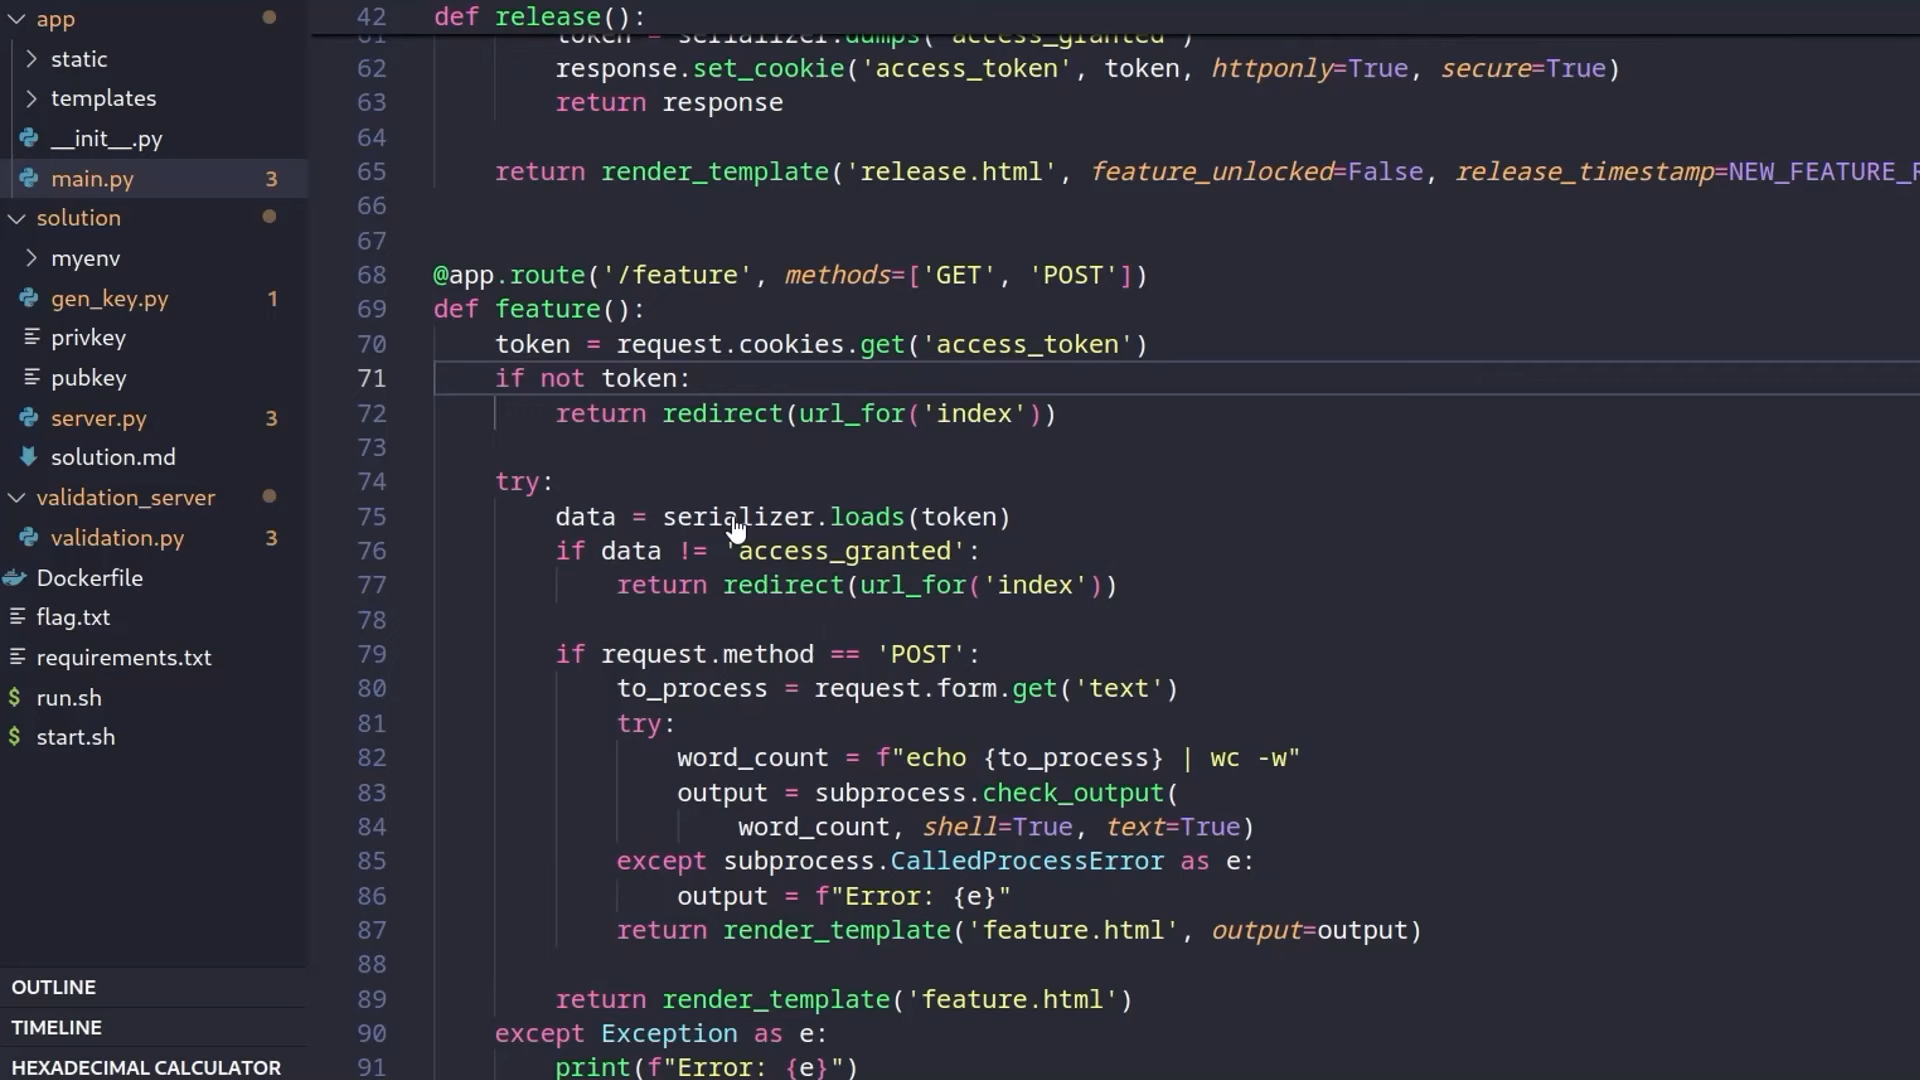 app
static
templates
__init__.py
main.py 3
solution
myenv
gen_key.py 1
privkey
pubkey
server.py 3
solution.md
validation_server
validation.py 3
Dockerfile
flag.txt
requirements.txt
run.sh
start.sh
OUTLINE
TIMELINE
HEXADECIMAL CALCULATOR
42 def release():
61 token = serializer.dumps('access_granted')
62 response.set_cookie('access_token', token, httponly=True, secure=True)
63 return response
64
65 return render_template('release.html', feature_unlocked=False, release_timestamp=NEW_FEATURE_R
66
67
68 @app.route('/feature', methods=['GET', 'POST'])
69 def feature():
70 token = request.cookies.get('access_token')
71 if not token:
72 return redirect(url_for('index'))
73
74 try:
75 data = serializer.loads(token)
76 if data != 'access_granted':
77 return redirect(url_for('index'))
78
79 if request.method == 'POST':
80 to_process = request.form.get('text')
81 try:
82 word_count = f"echo {to_process} | wc -w"
83 output = subprocess.check_output(
84 word_count, shell=True, text=True)
85 except subprocess.CalledProcessError as e:
86 output = f"Error: {e}"
87 return render_template('feature.html', output=output)
88
89 return render_template('feature.html')
90 except Exception as e:
91 print(f"Error: {e}")